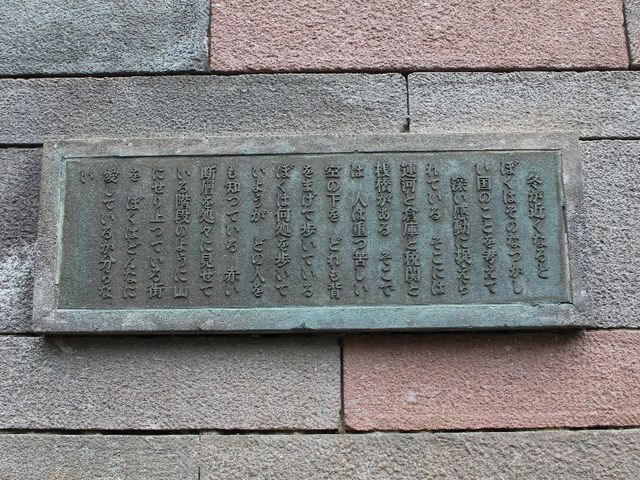 冬が近くなると
ぼくはそのなつかし
い国のことを考えて
深い感動に捉えら
れている　そこには
運河と倉庫と税関と
桟橋がある　そこで
は　人は重つ苦しい
空の下を　どれも背
をまげて歩いている
ぼくは何処を歩いて
いようが　どの人を
も知つている　赤い
断層を処々に見せて
いる階段のように山
にせり上つている街
を　ぼくはどんなに
愛しているか分らな
い